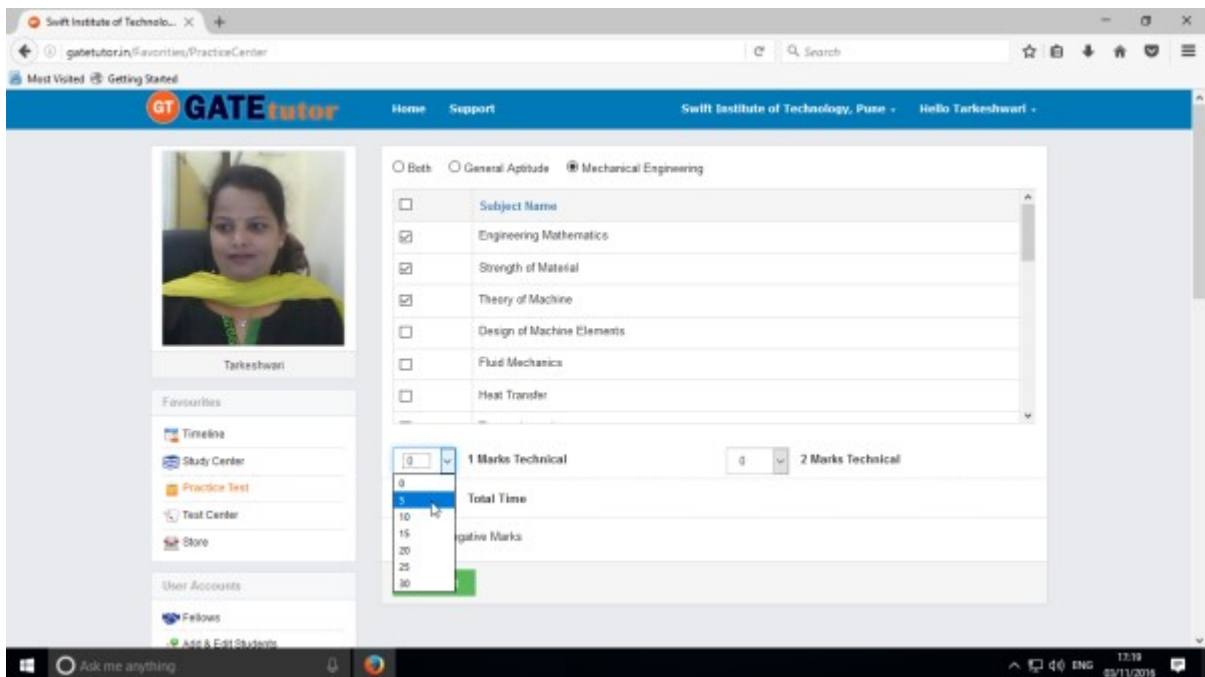 Swift Institute of Technolo...
gatetutor.in/Favorities/PracticeCenter
Search
Most Visited Getting Started
GT GATEtutor Home Support Swift Institute of Technology, Pune Hello Tarkeshwari
Both General Aptitude Mechanical Engineering
Subject Name
Engineering Mathematics
Strength of Material
Theory of Machine
Design of Machine Elements
Fluid Mechanics
Heat Transfer
Tarkeshwari
Favourites
Timeline
Study Center
Practice Test
Test Center
Store
User Accounts
Fellows
Add & Edit Students
0 1 Marks Technical 0 2 Marks Technical
0
5
10
15
20
25
30
Total Time
gative Marks
Ask me anything
ENG
17:19
03/11/2016